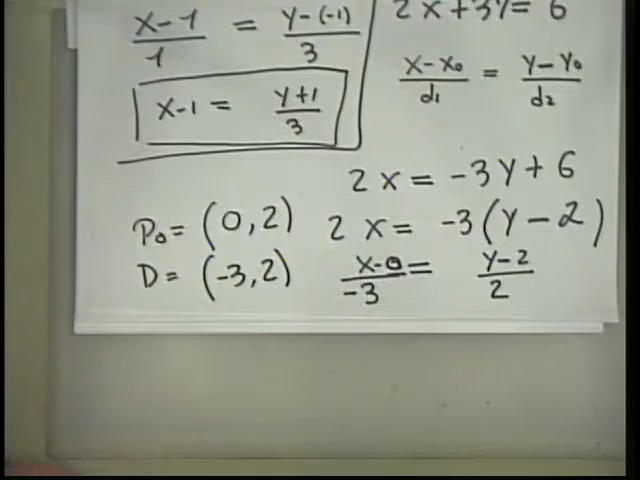 x-1/1 = y-(-1)/3
x-1 = y+1/3
2x+3y=6
x-x₀/d1 = y-y₀/d2
2x = -3y+6
P₀= (0,2)
2x = -3(y-2)
D= (-3,2)
x-0/-3 = y-2/2